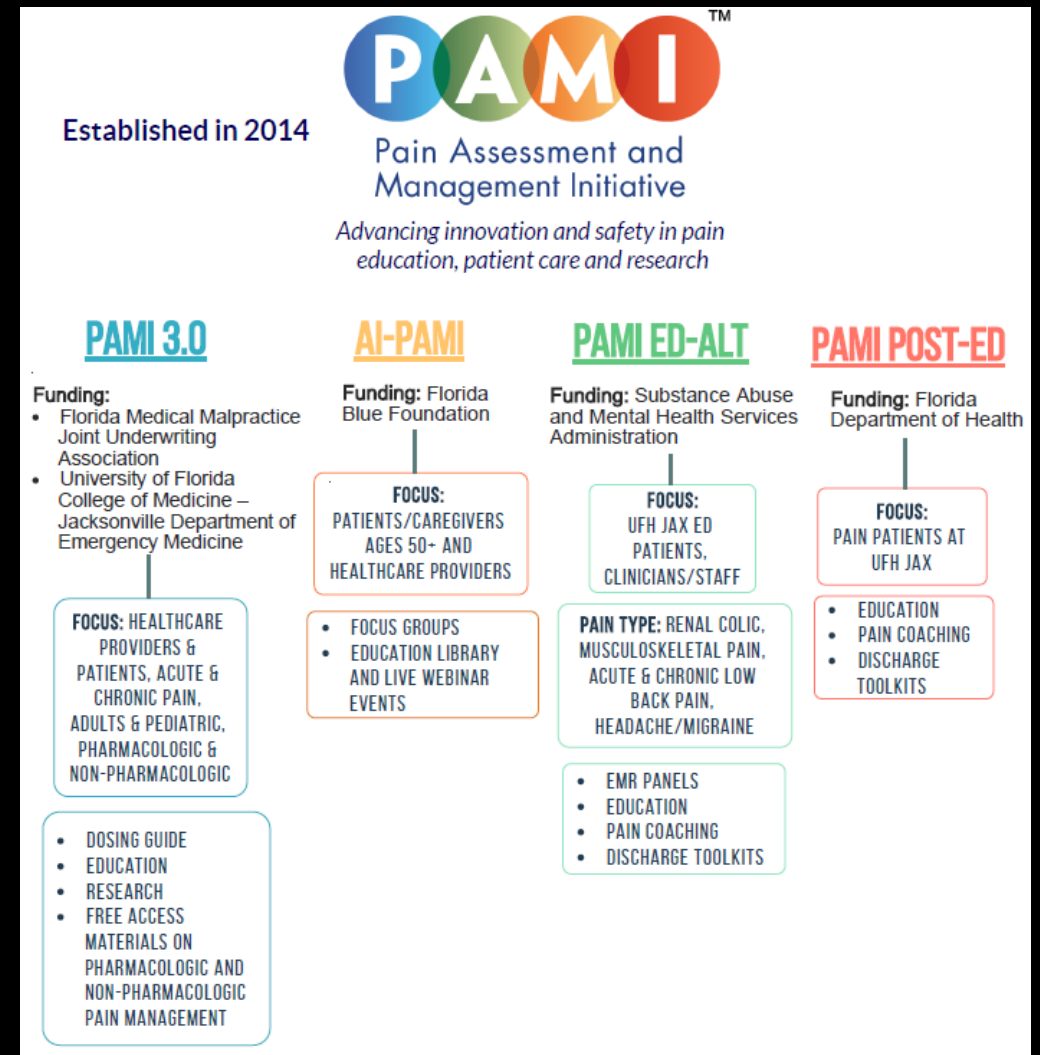 PAMI™
Established in 2014
Pain Assessment and
Management Initiative
Advancing innovation and safety in pain
education, patient care and research
PAMI 3.0
Funding:
• Florida Medical Malpractice
Joint Underwriting
Association
• University of Florida
College of Medicine –
Jacksonville Department of
Emergency Medicine
FOCUS: HEALTHCARE
PROVIDERS &
PATIENTS, ACUTE &
CHRONIC PAIN,
ADULTS & PEDIATRIC,
PHARMACOLOGIC &
NON-PHARMACOLOGIC
• DOSING GUIDE
• EDUCATION
• RESEARCH
• FREE ACCESS
MATERIALS ON
PHARMACOLOGIC AND
NON-PHARMACOLOGIC
PAIN MANAGEMENT
AI-PAMI
Funding: Florida
Blue Foundation
FOCUS:
PATIENTS/CAREGIVERS
AGES 50+ AND
HEALTHCARE PROVIDERS
• FOCUS GROUPS
• EDUCATION LIBRARY
AND LIVE WEBINAR
EVENTS
PAMI ED-ALT
Funding: Substance Abuse
and Mental Health Services
Administration
FOCUS:
UFH JAX ED
PATIENTS,
CLINICIANS/STAFF
PAIN TYPE: RENAL COLIC,
MUSCULOSKELETAL PAIN,
ACUTE & CHRONIC LOW
BACK PAIN,
HEADACHE/MIGRAINE
• EMR PANELS
• EDUCATION
• PAIN COACHING
• DISCHARGE TOOLKITS
PAMI POST-ED
Funding: Florida
Department of Health
FOCUS:
PAIN PATIENTS AT
UFH JAX
• EDUCATION
• PAIN COACHING
• DISCHARGE
TOOLKITS